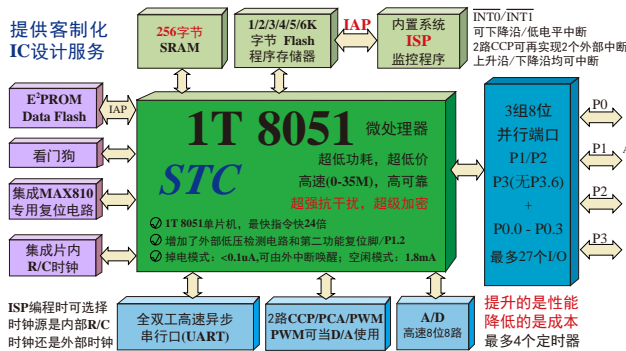 提供客制化
IC设计服务
256字节
SRAM
1/2/3/4/5/6K
字节 Flash
程序存储器
IAP
内置系统
ISP
监控程序
INT0/INT1
可下降沿/低电平中断
2路CCP可再实现2个外部中断
上升沿/下降沿均可中断
E²PROM
Data Flash
IAP
看门狗
集成MAX810
专用复位电路
集成片内
R/C时钟
1T 8051 微处理器
STC
超低功耗，超低价
高速(0-35M)，高可靠
超强抗干扰，超级加密
1T 8051单片机，最快指令快24倍
增加了外部低压检测电路和第二功能复位脚/P1.2
掉电模式：<0.1uA,可由外中断唤醒；空闲模式：1.8mA
3组8位
并行端口
P1/P2
P3(无P3.6)
+
P0.0 - P0.3
最多27个I/O
P0
P1
P2
P3
ISP编程时可选择
时钟源是内部R/C
时钟还是外部时钟
全双工高速异步
串行口(UART)
2路CCP/PCA/PWM
PWM可当D/A使用
A/D
高速8位8路
提升的是性能
降低的是成本
最多4个定时器